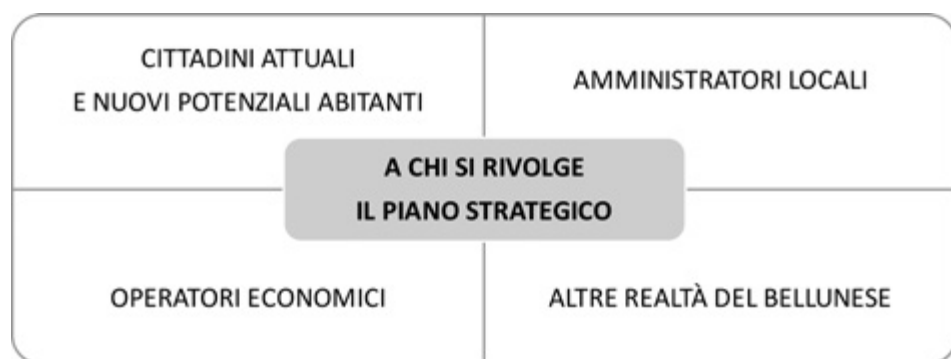 CITTADINI ATTUALI
E NUOVI POTENZIALI ABITANTI
AMMINISTRATORI LOCALI
A CHI SI RIVOLGE
IL PIANO STRATEGICO
OPERATORI ECONOMICI
ALTRE REALTÀ DEL BELLUNESE